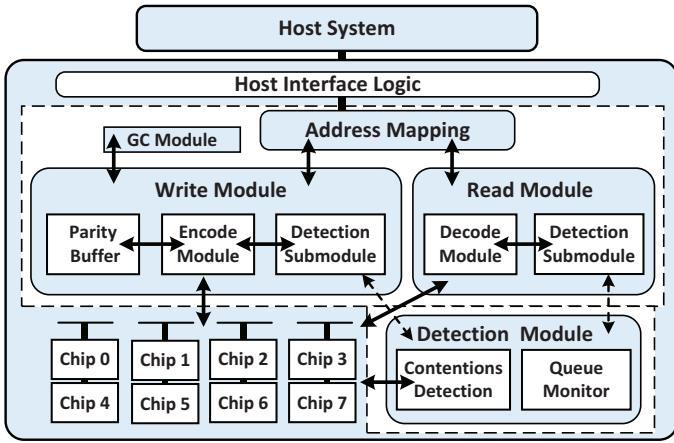 Host System
Host Interface Logic
Address Mapping
GC Module
Write Module
Read Module
Parity
Buffer
Encode
Module
Detection
Submodule
Decode
Module
Detection
Submodule
Detection Module
Chip 0
Chip 1
Chip 2
Chip 3
Contentions
Detection
Queue
Monitor
Chip 4
Chip 5
Chip 6
Chip 7